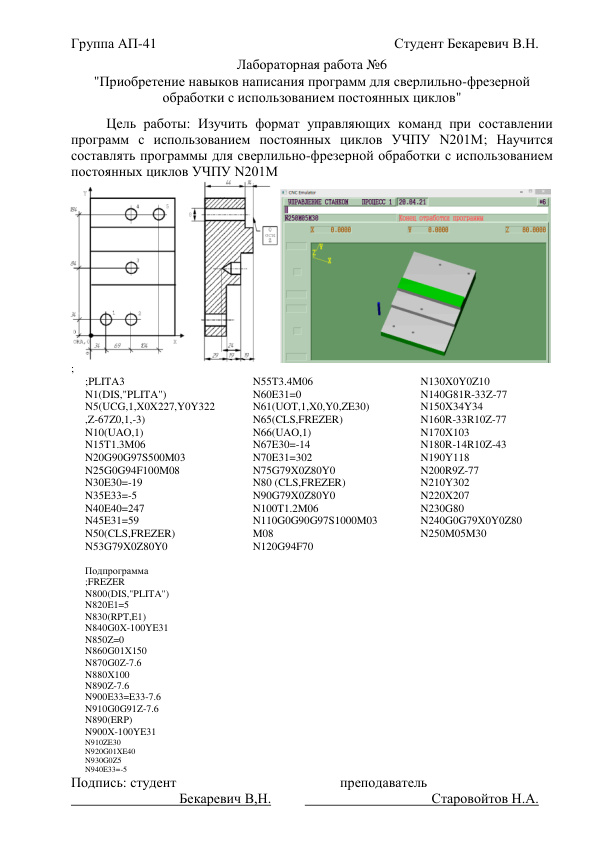 Группа АП-41 Студент Бекаревич В.Н.
Лабораторная работа №6
"Приобретение навыков написания программ для сверлильно-фрезерной
обработки с использованием постоянных циклов"
Цель работы: Изучить формат управляющих команд при составлении
программ с использованием постоянных циклов УЧПУ N201M; Научится
составлять программы для сверлильно-фрезерной обработки с использованием
постоянных циклов УЧПУ N201M
CNC Emulator
УПРАВЛЕНИЕ СТАНКОМ ПРОЦЕСС 1 20.04.21 #6
N250M05M30 Конец отработки программы
X 0.0000 Y 0.0000 Z 80.0000
;
;PLITA3
N1(DIS,"PLITA")
N5(UCG,1,X0X227,Y0Y322
,Z-67Z0,1,-3)
N10(UAO,1)
N15T1.3M06
N20G90G97S500M03
N25G0G94F100M08
N30E30=-19
N35E33=-5
N40E40=247
N45E31=59
N50(CLS,FREZER)
N53G79X0Z80Y0
N55T3.4M06
N60E31=0
N61(UOT,1,X0,Y0,ZE30)
N65(CLS,FREZER)
N66(UAO,1)
N67E30=-14
N70E31=302
N75G79X0Z80Y0
N80 (CLS,FREZER)
N90G79X0Z80Y0
N100T1.2M06
N110G0G90G97S1000M03
M08
N120G94F70
N130X0Y0Z10
N140G81R-33Z-77
N150X34Y34
N160R-33R10Z-77
N170X103
N180R-14R10Z-43
N190Y118
N200R9Z-77
N210Y302
N220X207
N230G80
N240G0G79X0Y0Z80
N250M05M30
Подпрограмма
;FREZER
N800(DIS,"PLITA")
N820E1=5
N830(RPT,E1)
N840G0X-100YE31
N850Z=0
N860G01X150
N870G0Z-7.6
N880X100
N890Z-7.6
N900E33=E33-7.6
N910G0G91Z-7.6
N890(ERP)
N900X-100YE31
N910ZE30
N920G01XE40
N930G0Z5
N940E33=-5
Подпись: студент преподаватель
Бекаревич В,Н. Старовойтов Н.А.